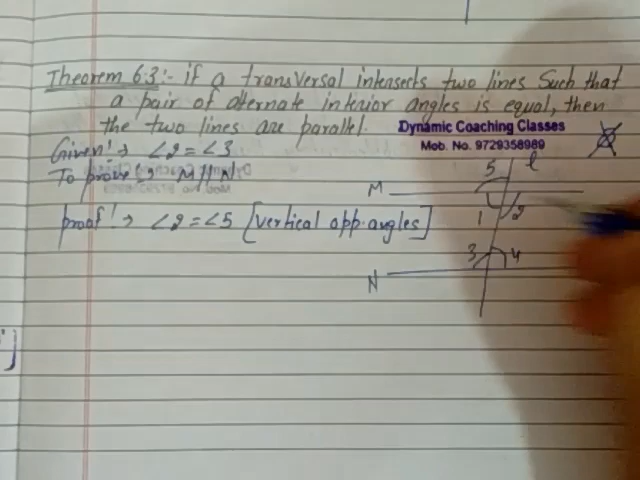 Theorem 6.3:- if a transversal intersects two lines Such that
a pair of alternate interior angles is equal, then
the two lines are parallel.
Dynamic Coaching Classes
Mob. No. 9729358989
Given:→ ∠2 = ∠3
To prove:→ M || N
proof:→ ∠2 = ∠5 [vertical opp. angles]
5 l
M
1 2
3 4
N